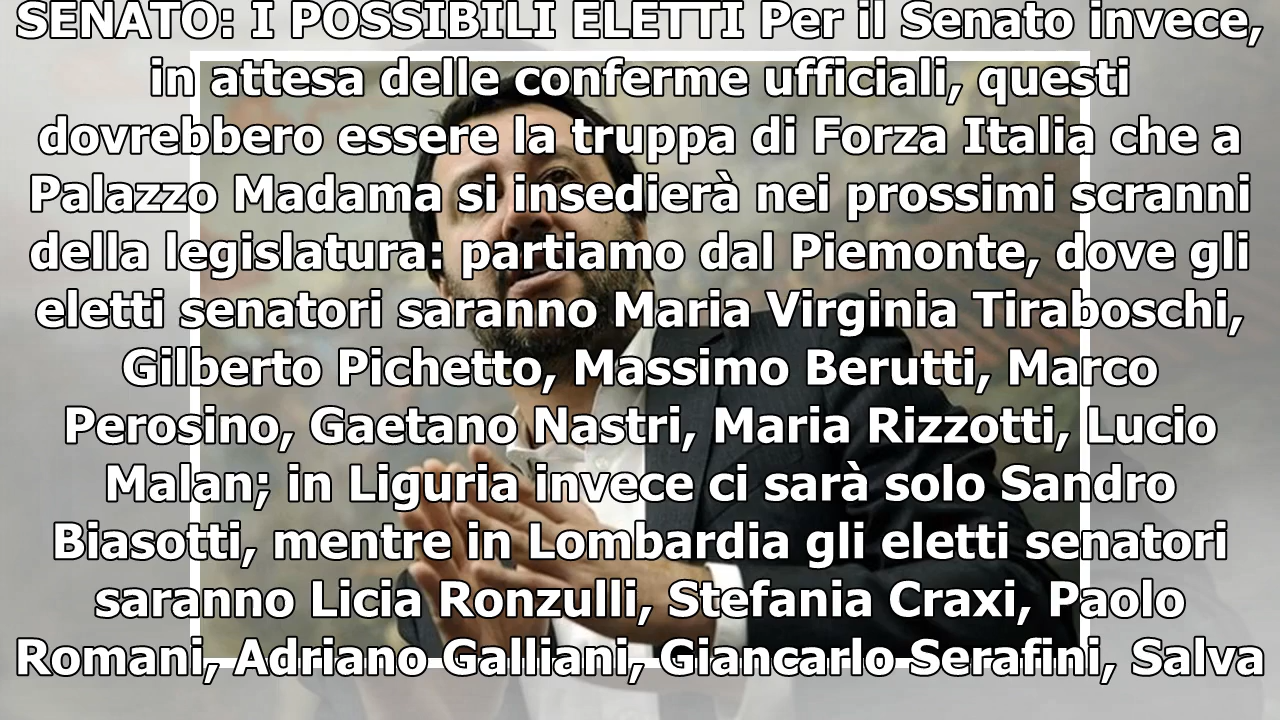 SENATO: I POSSIBILI ELETTI Per il Senato invece,
in attesa delle conferme ufficiali, questi
dovrebbero essere la truppa di Forza Italia che a
Palazzo Madama si insedierà nei prossimi scranni
della legislatura: partiamo dal Piemonte, dove gli
eletti senatori saranno Maria Virginia Tiraboschi,
Gilberto Pichetto, Massimo Berutti, Marco
Perosino, Gaetano Nastri, Maria Rizzotti, Lucio
Malan; in Liguria invece ci sarà solo Sandro
Biasotti, mentre in Lombardia gli eletti senatori
saranno Licia Ronzulli, Stefania Craxi, Paolo
Romani, Adriano Galliani, Giancarlo Serafini, Salva